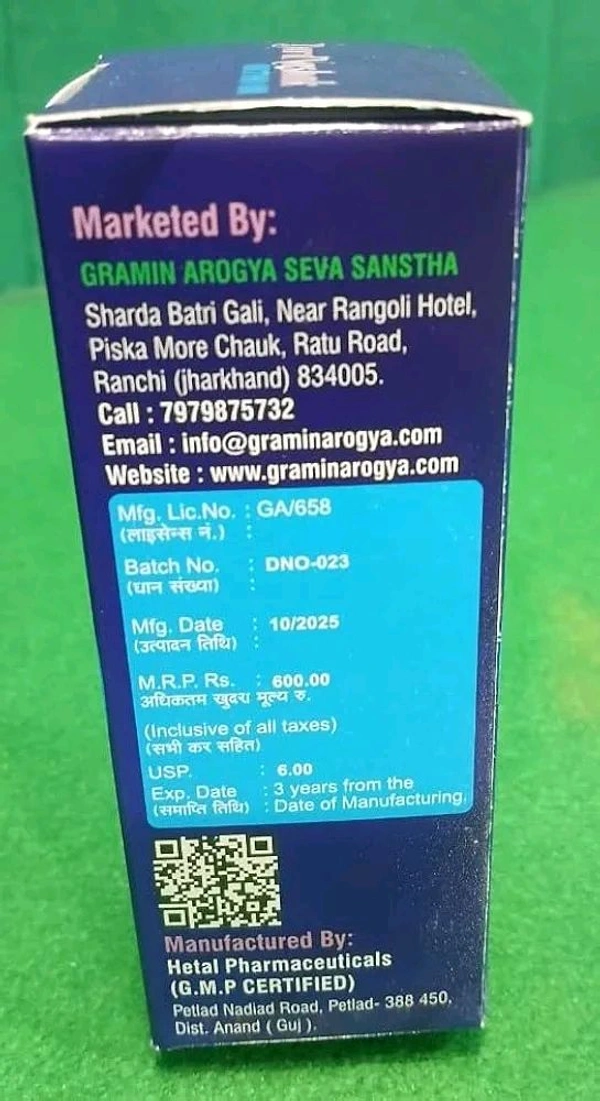 Marketed By:
GRAMIN AROGYA SEVA SANSTHA
Sharda Batri Gali, Near Rangoli Hotel,
Piska More Chauk, Ratu Road,
Ranchi (jharkhand) 834005.
Call : 7979875732
Email : info@graminarogya.com
Website : www.graminarogya.com
Mfg. Lic.No. : GA/658
(लाइसेन्स नं.) :
Batch No. : DNO-023
(घान संख्या) :
Mfg. Date : 10/2025
(उत्पादन तिथि) :
M.R.P. Rs. : 600.00
अधिकतम खुदरा मूल्य रु.
(Inclusive of all taxes)
(सभी कर सहित)
USP. : 6.00
Exp. Date : 3 years from the
(समाप्ति तिथि) : Date of Manufacturing.
Manufactured By:
Hetal Pharmaceuticals
(G.M.P CERTIFIED)
Petlad Nadiad Road, Petlad- 388 450.
Dist. Anand ( Guj ).